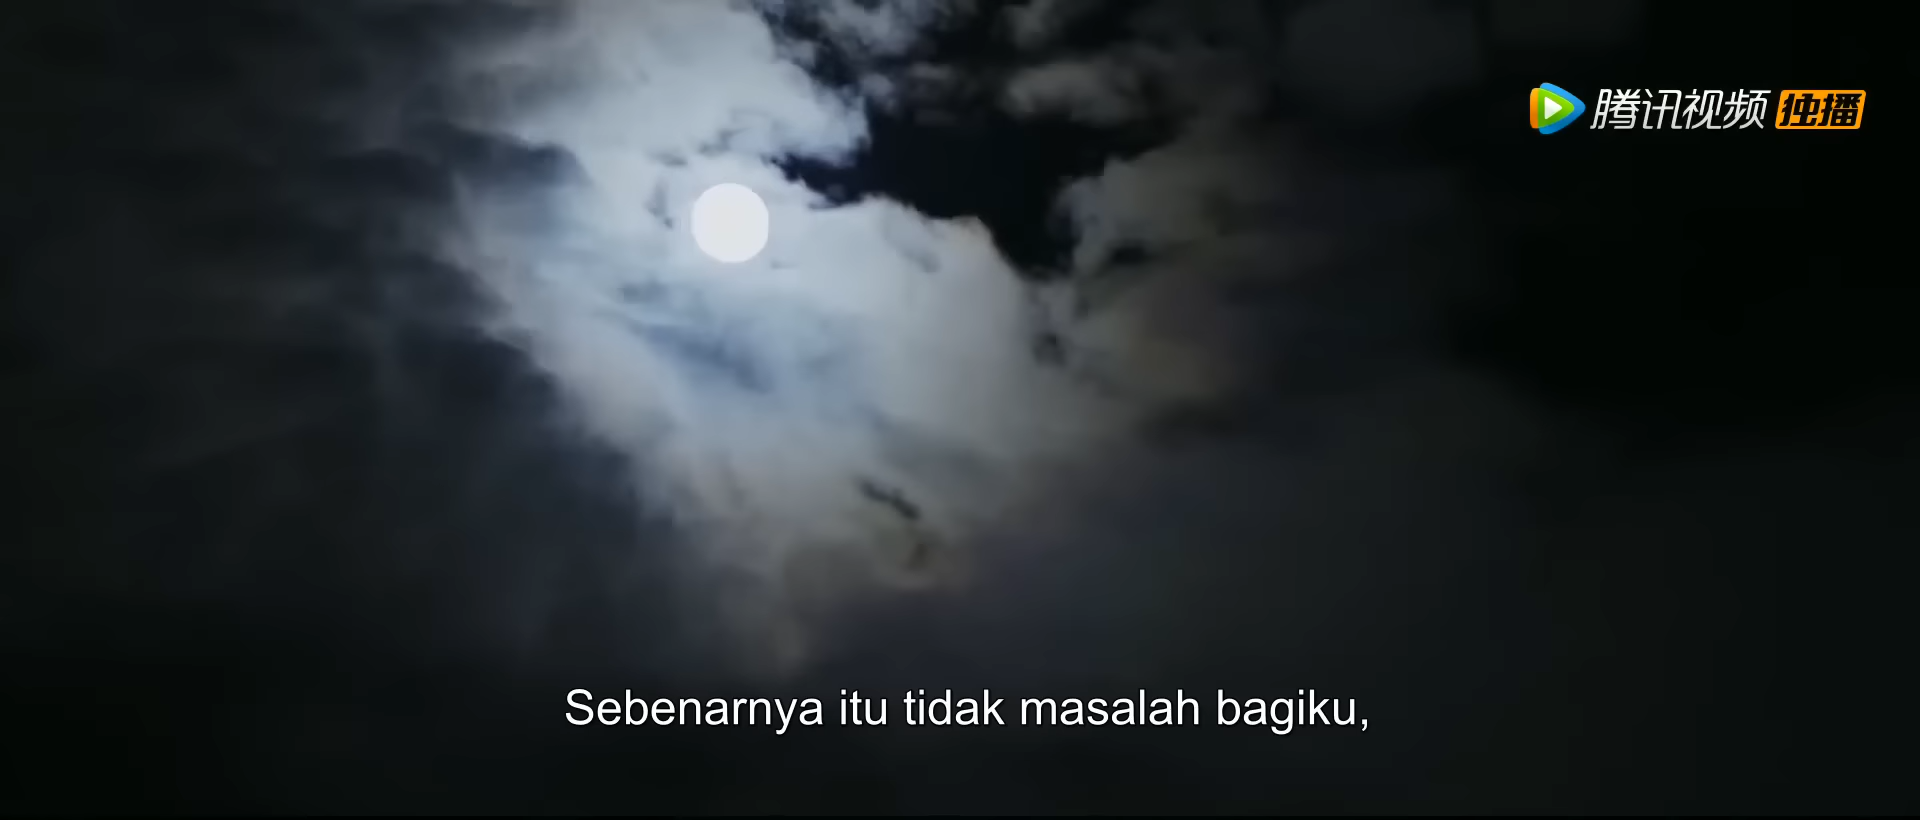 腾讯视频 独播
Sebenarnya itu tidak masalah bagiku,